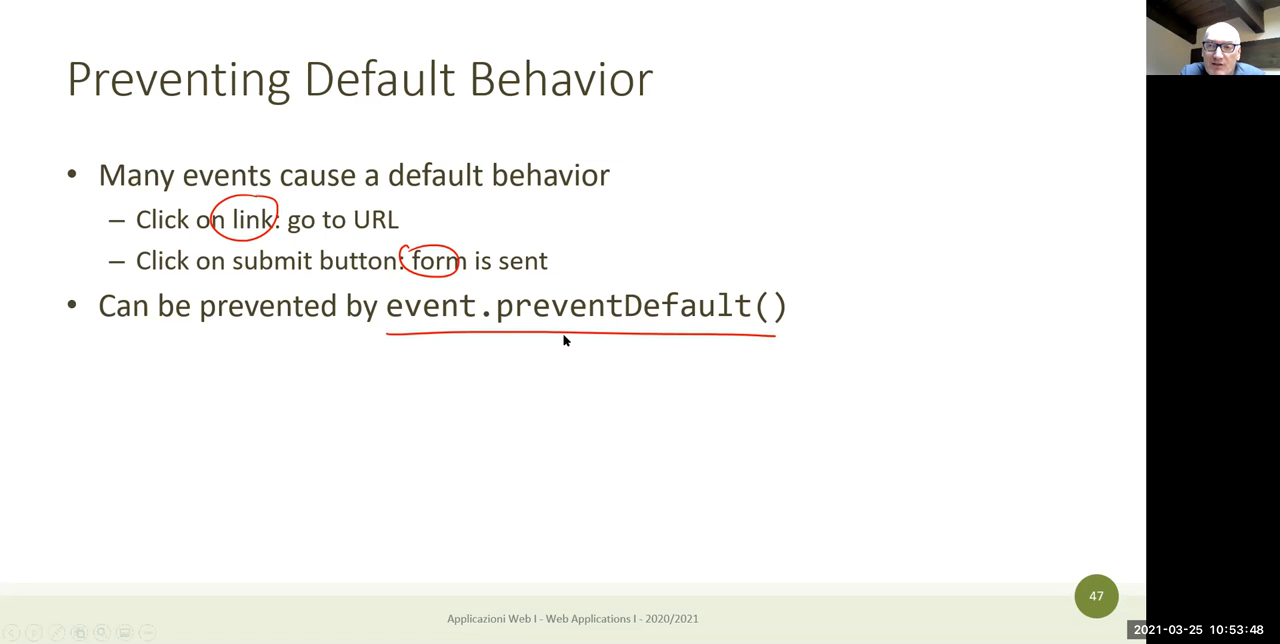 Preventing Default Behavior
• Many events cause a default behavior
– Click on link: go to URL
– Click on submit button: form is sent
• Can be prevented by event.preventDefault()
47
Applicazioni Web I - Web Applications I - 2020/2021
2021-03-25 10:53:48